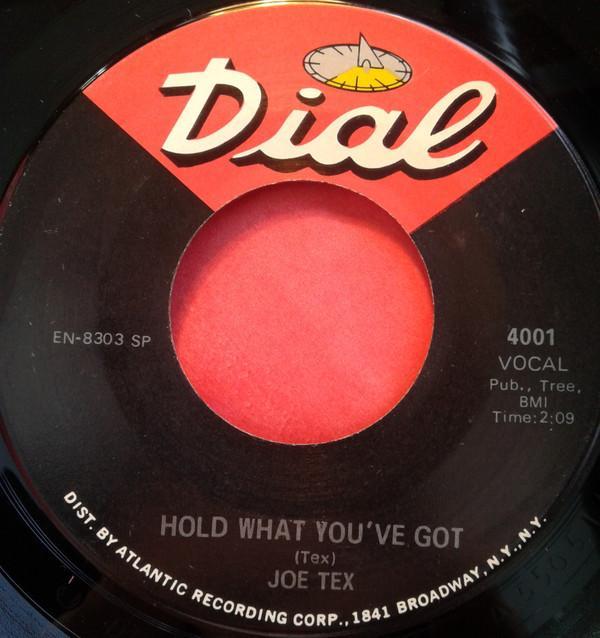 Dial
EN-8303 SP
4001
VOCAL
Pub., Tree,
BMI
Time:2:09
HOLD WHAT YOU'VE GOT
(Tex)
JOE TEX
DIST. BY ATLANTIC RECORDING CORP., 1841 BROADWAY, N.Y., N.Y.